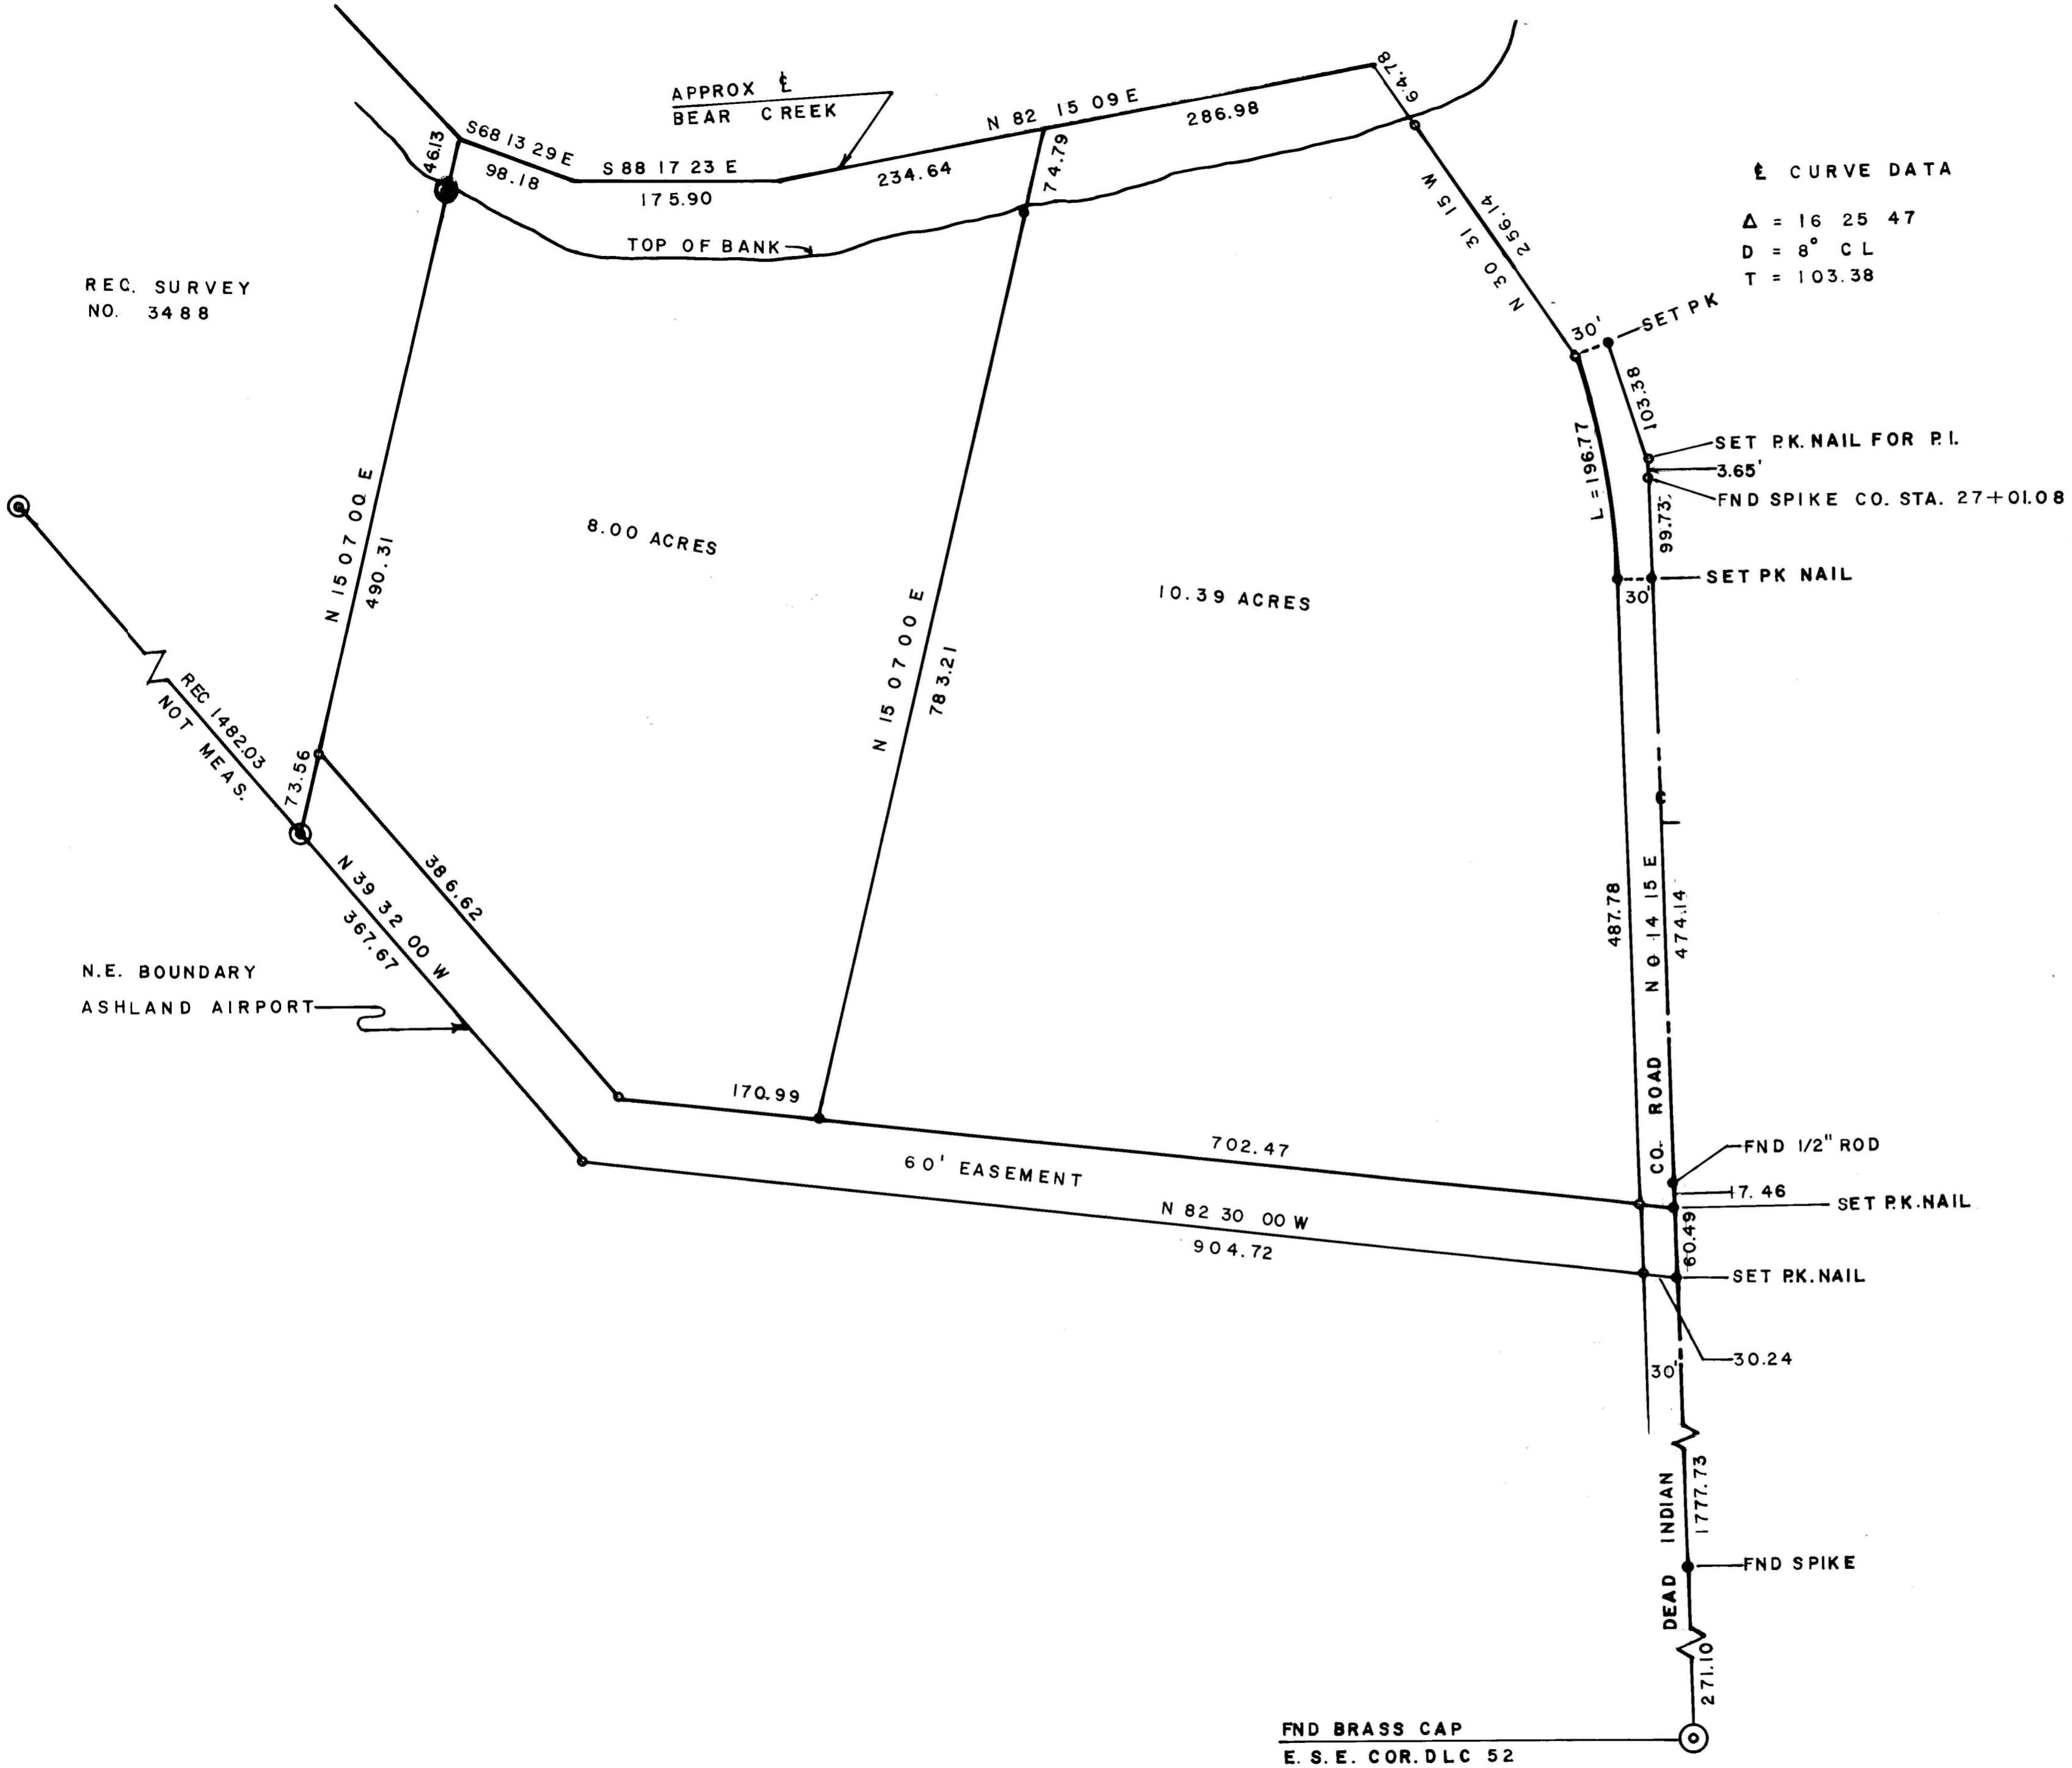 APPROX ℄
BEAR CREEK
46.13
S68 13 29 E
98.18
S 88 17 23 E
175.90
234.64
N 82 15 09 E
286.98
64.78
74.79
TOP OF BANK
N 30 31 15 W
256.14
℄ CURVE DATA
Δ = 16 25 47
D = 8° C L
T = 103.38
REC. SURVEY
NO. 3488
30'
SET PK
103.38
SET P.K. NAIL FOR P.I.
3.65'
FND SPIKE CO. STA. 27+01.08
L = 196.77
99.73
SET PK NAIL
30'
N 15 07 00 E
490.31
8.00 ACRES
10.39 ACRES
N 15 07 00 E
783.21
REC 1482.03
NOT MEAS.
73.56
386.62
N 39 32 00 W
367.67
N.E. BOUNDARY
ASHLAND AIRPORT
487.78
N 0 14 15 E
474.14
CO. ROAD
170.99
702.47
60' EASEMENT
N 82 30 00 W
904.72
FND 1/2" ROD
17.46
SET P.K. NAIL
60.49
SET P.K. NAIL
30.24
30'
1777.73
DEAD INDIAN
FND SPIKE
271.10
FND BRASS CAP
E. S. E. COR. DLC 52